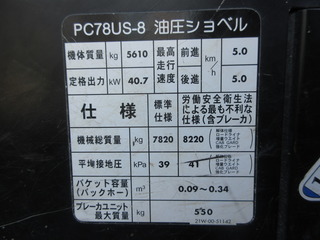 PC78US-8 油圧ショベル
機体質量 kg 5610 最高走行速度 km/h 前進 5.0
定格出力 kW 40.7 後進 5.0
仕様 標準仕様 労働安全衛生法による最も不利な仕様(含ブレーカ)
機械総質量 kg 7820 8220
平均接地圧 kPa 39 41
バケット容量(バックホー) m³ 0.09〜0.34
ブレーカユニット最大質量 kg 550